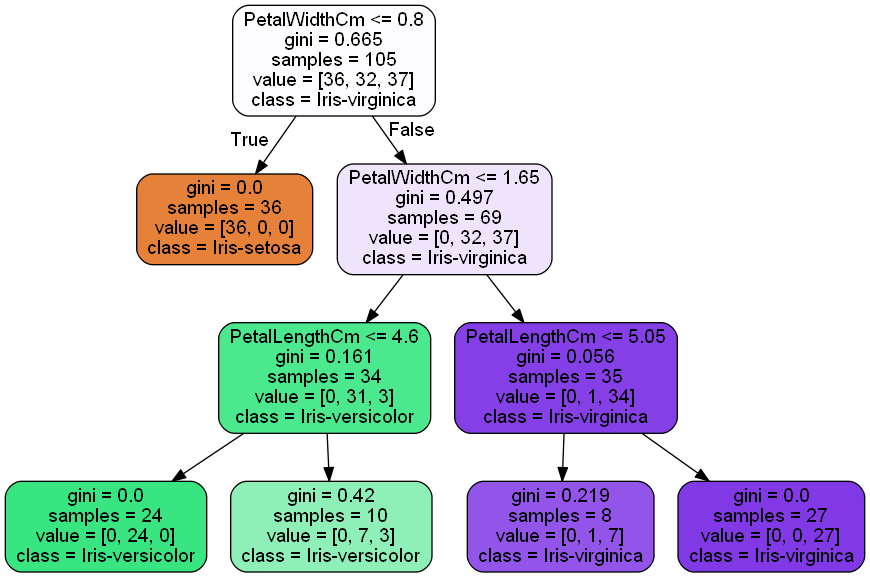 PetalWidthCm <= 0.8
gini = 0.665
samples = 105
value = [36, 32, 37]
class = Iris-virginica
True
False
gini = 0.0
samples = 36
value = [36, 0, 0]
class = Iris-setosa
PetalWidthCm <= 1.65
gini = 0.497
samples = 69
value = [0, 32, 37]
class = Iris-virginica
PetalLengthCm <= 4.6
gini = 0.161
samples = 34
value = [0, 31, 3]
class = Iris-versicolor
PetalLengthCm <= 5.05
gini = 0.056
samples = 35
value = [0, 1, 34]
class = Iris-virginica
gini = 0.0
samples = 24
value = [0, 24, 0]
class = Iris-versicolor
gini = 0.42
samples = 10
value = [0, 7, 3]
class = Iris-versicolor
gini = 0.219
samples = 8
value = [0, 1, 7]
class = Iris-virginica
gini = 0.0
samples = 27
value = [0, 0, 27]
class = Iris-virginica